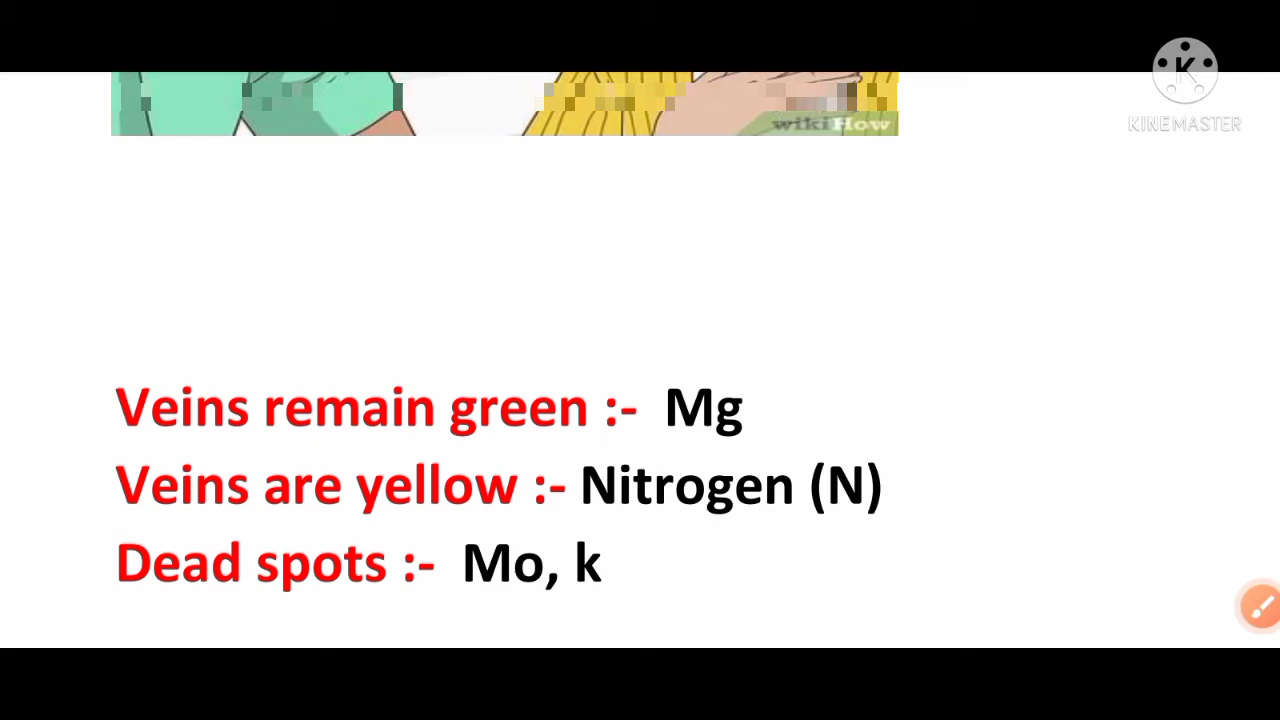 KINEMASTER
wikiHow
Veins remain green :- Mg
Veins are yellow :- Nitrogen (N)
Dead spots :- Mo, k